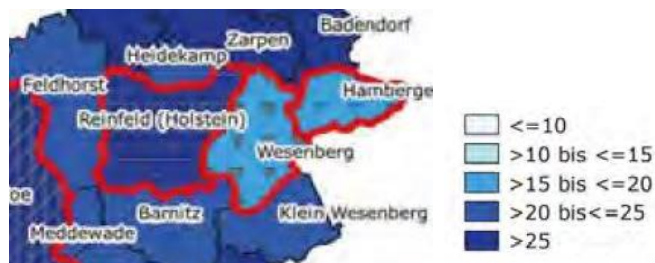 Badendorf
Zarpen
Heidekamp
Feldhorst
Hamberge
Reinfeld (Holstein)
Wesenberg
oe
Barnitz
Klein Wesenberg
Meddewade
<=10
>10 bis <=15
>15 bis <=20
>20 bis<=25
>25